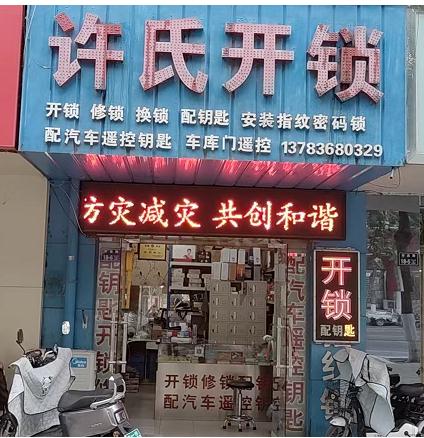 许氏开锁
开锁 修锁 换锁 配钥匙 安装指纹密码锁
配汽车遥控钥匙 车库门遥控 13783680329
方灾减灾 共创和谐
开锁
配钥匙
配汽车遥控钥匙
开锁修锁
配汽车遥控
Midea